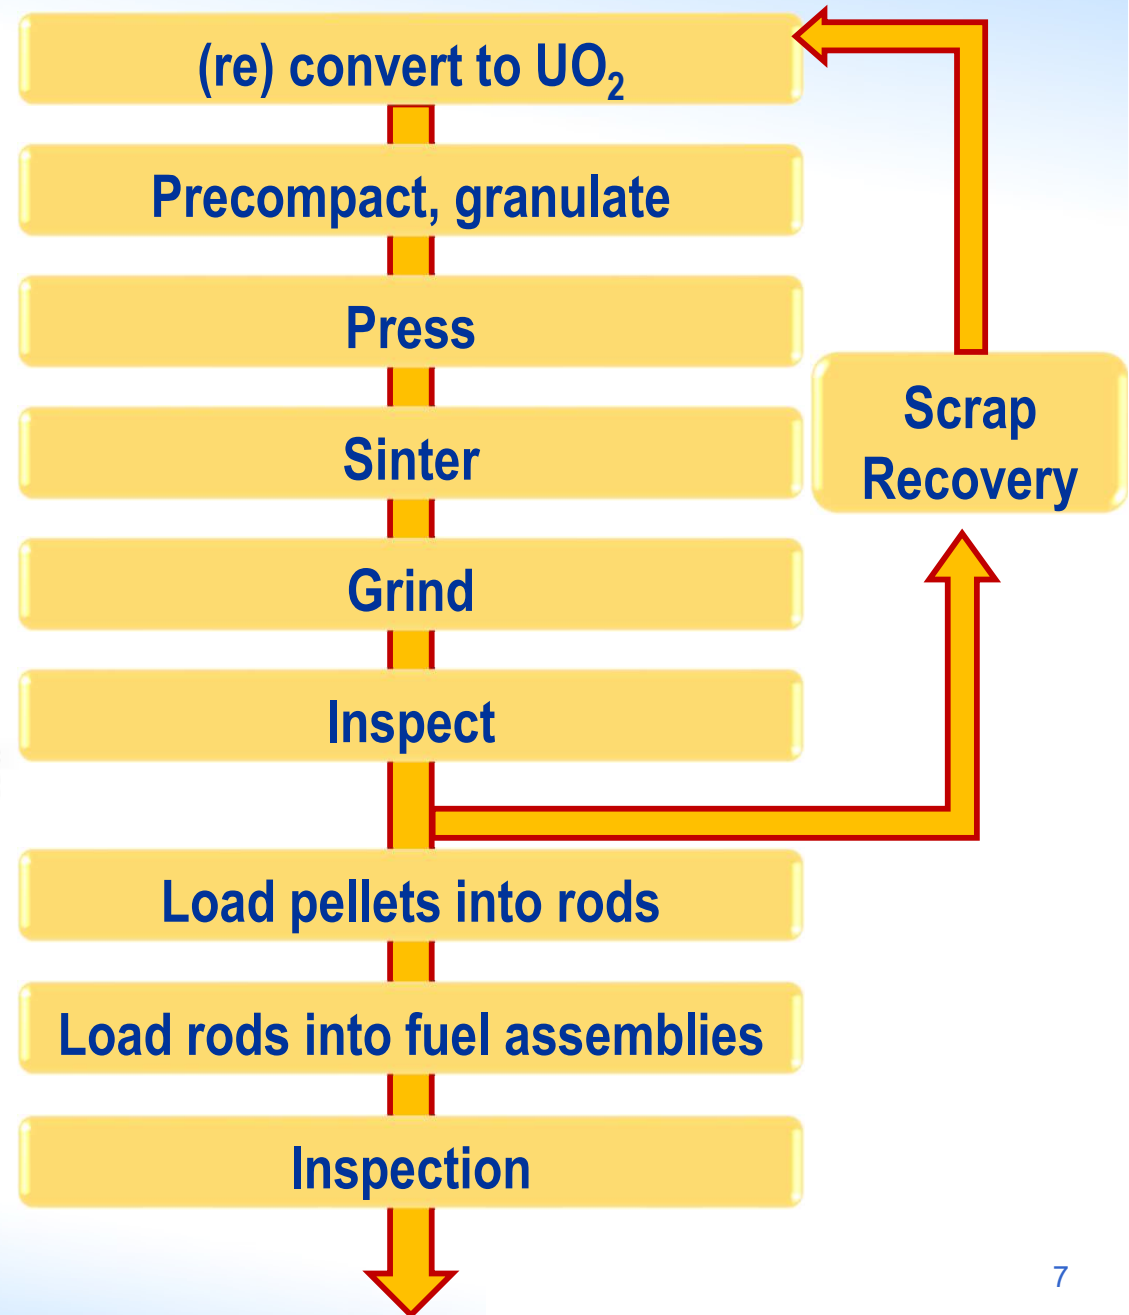 (re) convert to UO₂
Precompact, granulate
Press
Sinter
Scrap
Recovery
Grind
Inspect
Load pellets into rods
Load rods into fuel assemblies
Inspection
7